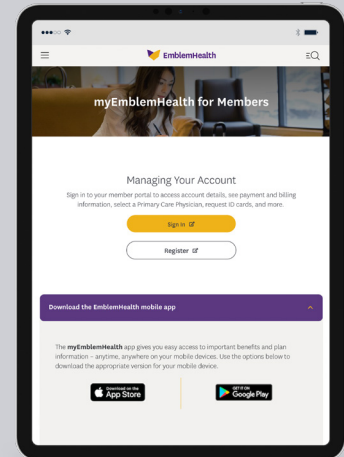 EmblemHealth
myEmblemHealth for Members
Managing Your Account
Sign in to your member portal to access account details, see payment and billing
information, select a Primary Care Physician, request ID cards, and more.
Sign In
Register
Download the EmblemHealth mobile app
The myEmblemHealth app gives you easy access to important benefits and plan
information – anytime, anywhere on your mobile devices. Use the options below to
download the appropriate version for your mobile device.
Download on the
App Store
GET IT ON
Google Play